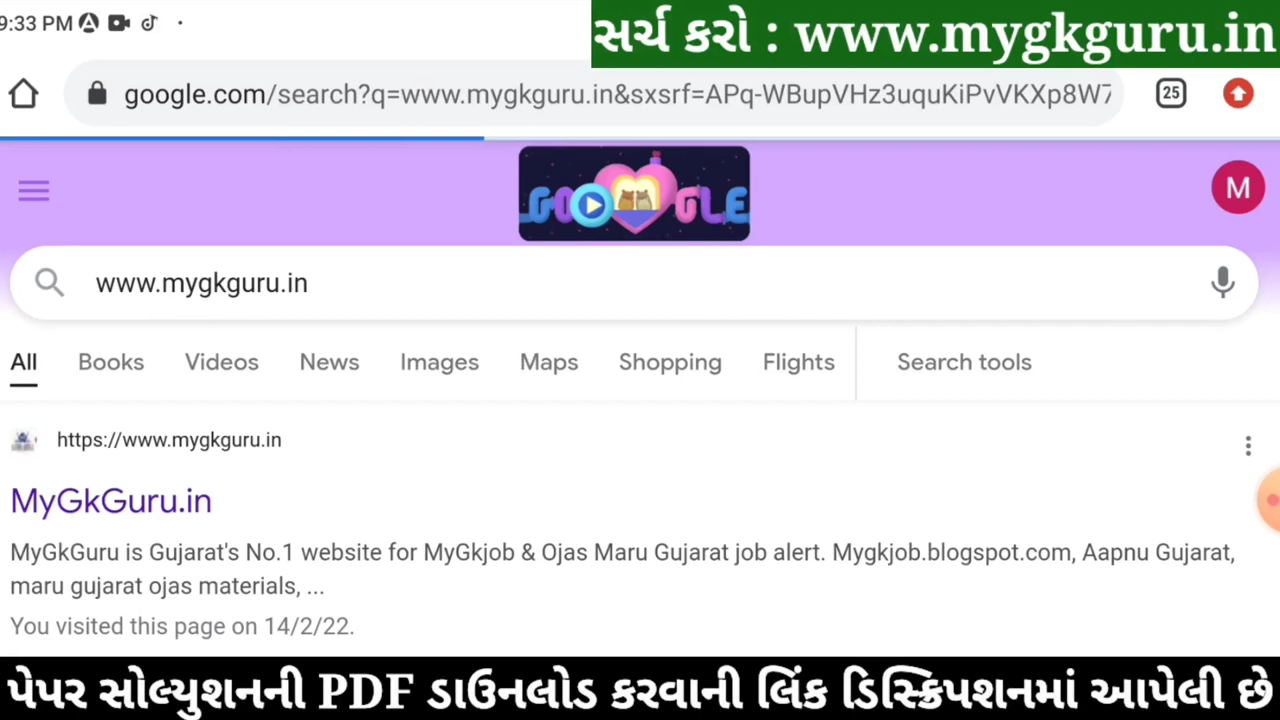 9:33 PM
સર્ચ કરો : www.mygkguru.in
google.com/search?q=www.mygkguru.in&sxsrf=APq-WBupVHz3uquKiPvVKXp8W7
25
GOOGLE
M
www.mygkguru.in
All Books Videos News Images Maps Shopping Flights Search tools
https://www.mygkguru.in
MyGkGuru.in
MyGkGuru is Gujarat's No.1 website for MyGkjob & Ojas Maru Gujarat job alert. Mygkjob.blogspot.com, Aapnu Gujarat,
maru gujarat ojas materials, ...
You visited this page on 14/2/22.
પેપર સોલ્યુશનની PDF ડાઉનલોડ કરવાની લિંક ડિસ્ક્રિપશનમાં આપેલી છે